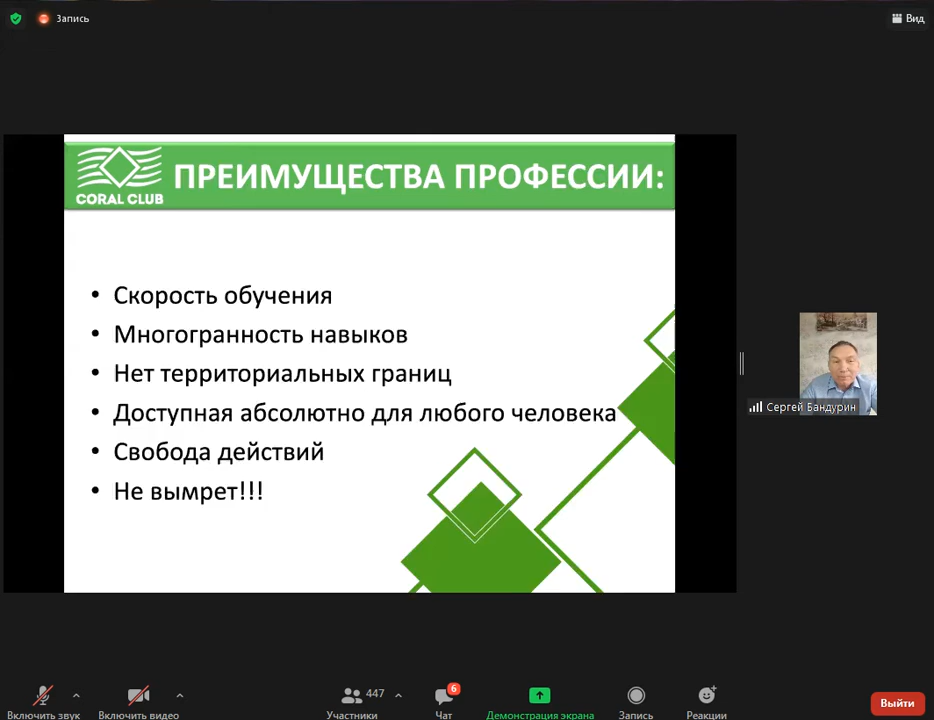 Запись
Вид
CORAL CLUB
ПРЕИМУЩЕСТВА ПРОФЕССИИ:
• Скорость обучения
• Многогранность навыков
• Нет территориальных границ
• Доступная абсолютно для любого человека
• Свобода действий
• Не вымрет!!!
Сергей Бандурин
447
6
Включить звук
Включить видео
Участники
Чат
Демонстрация экрана
Запись
Реакции
Выйти